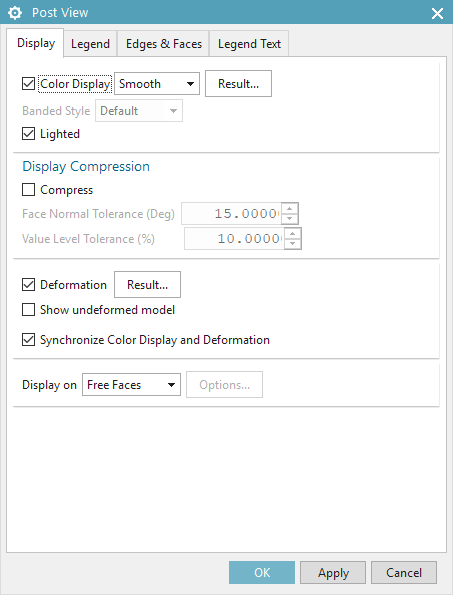 Post View
Display Legend Edges & Faces Legend Text
Color Display Smooth Result...
Banded Style Default
Lighted
Display Compression
Compress
Face Normal Tolerance (Deg) 15.0000
Value Level Tolerance (%) 10.0000
Deformation Result...
Show undeformed model
Synchronize Color Display and Deformation
Display on Free Faces Options...
OK Apply Cancel